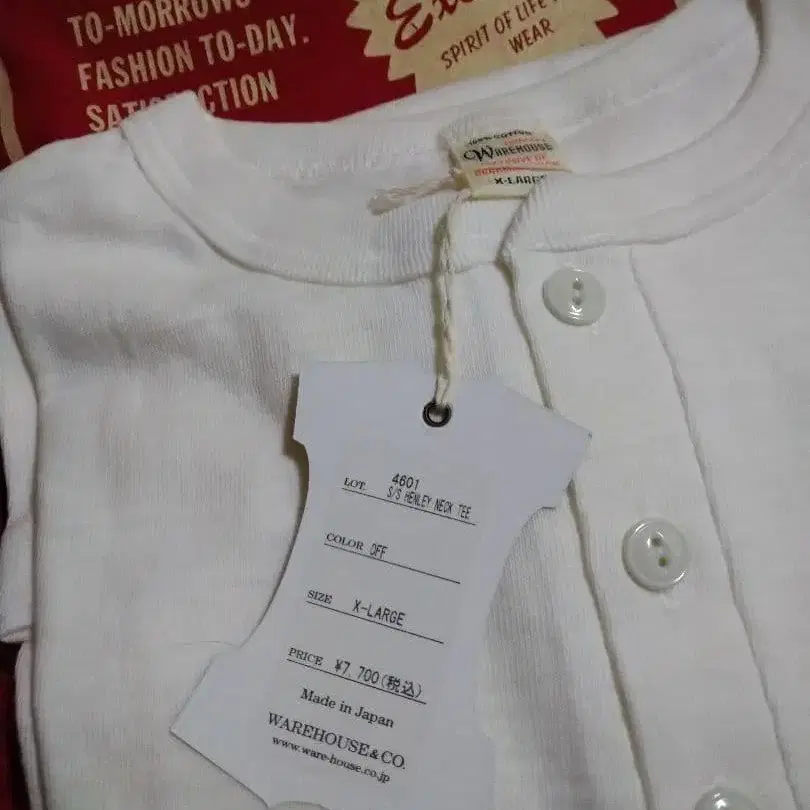 TO-MORROWS
FASHION TO-DAY.
SATISFACTION
SPIRIT OF LIFE
WEAR
100% COTTON
WAREHOUSE
X-LARGE
LOT 4601
S/S HENLEY NECK TEE
COLOR OFF
SIZE X-LARGE
PRICE ¥7,700(税込)
Made in Japan
WAREHOUSE & CO.
www.ware-house.co.jp